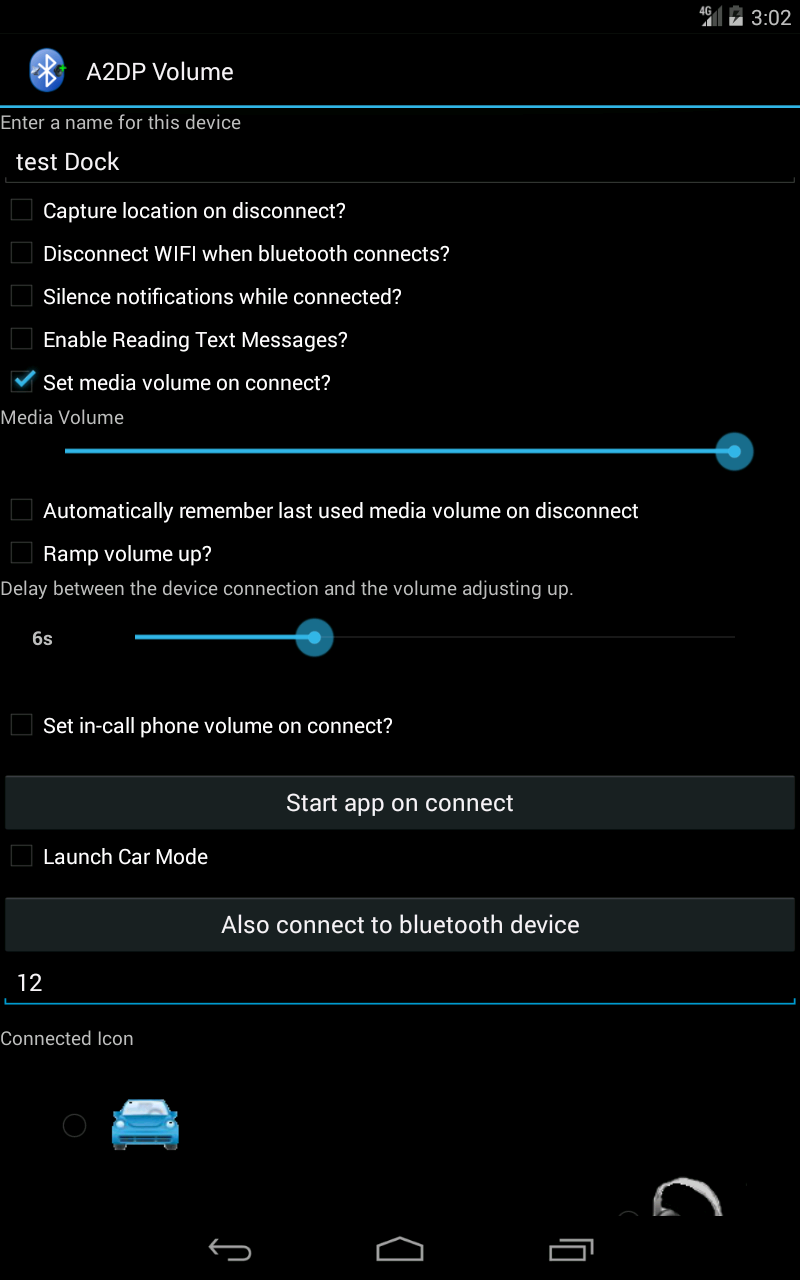 4G 3:02
A2DP Volume
Enter a name for this device
test Dock
Capture location on disconnect?
Disconnect WIFI when bluetooth connects?
Silence notifications while connected?
Enable Reading Text Messages?
Set media volume on connect?
Media Volume
Automatically remember last used media volume on disconnect
Ramp volume up?
Delay between the device connection and the volume adjusting up.
6s
Set in-call phone volume on connect?
Start app on connect
Launch Car Mode
Also connect to bluetooth device
12
Connected Icon